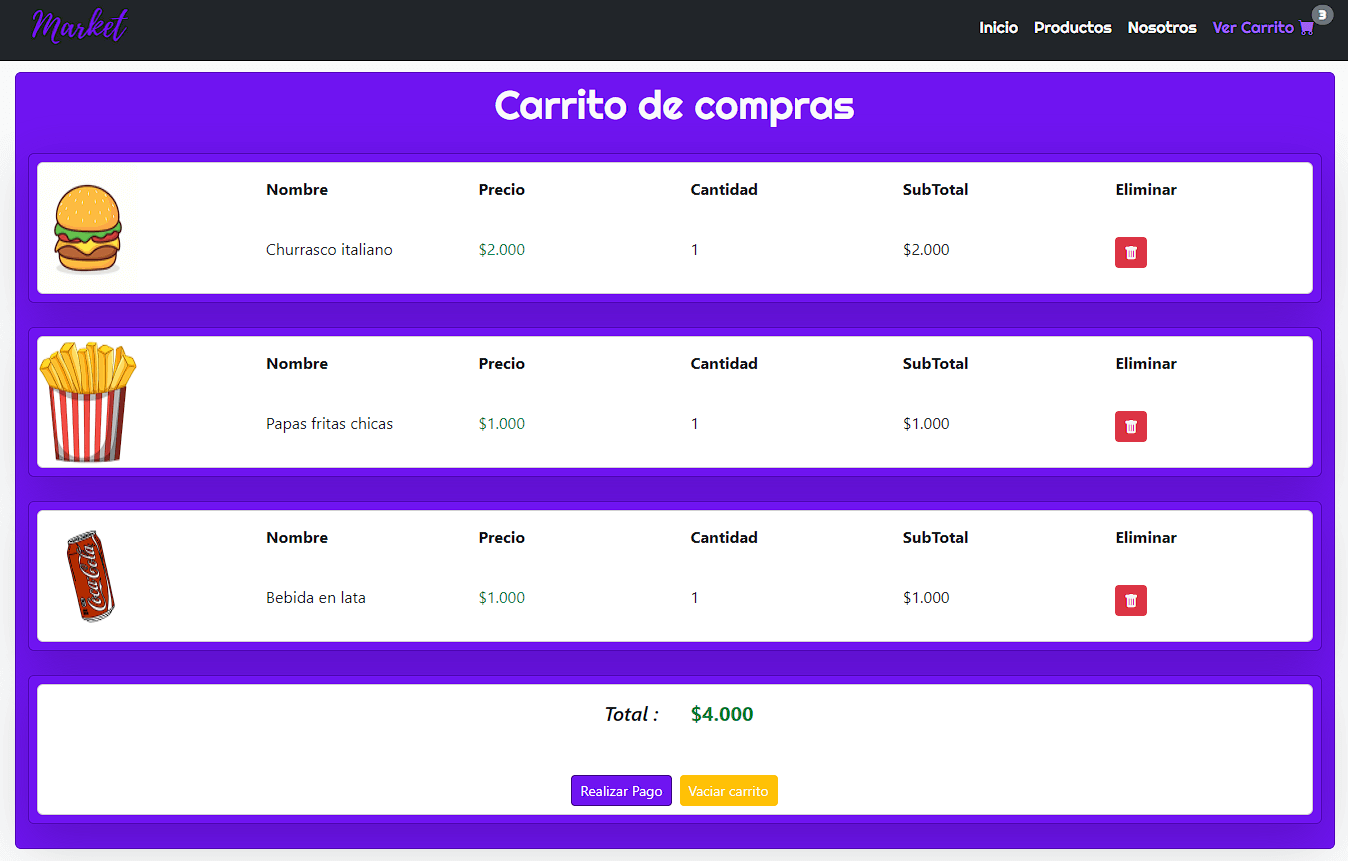 Market
Inicio Productos Nosotros Ver Carrito 3
Carrito de compras
Nombre Precio Cantidad SubTotal Eliminar
Churrasco italiano $2.000 1 $2.000
Nombre Precio Cantidad SubTotal Eliminar
Papas fritas chicas $1.000 1 $1.000
Nombre Precio Cantidad SubTotal Eliminar
Coca-Cola
Bebida en lata $1.000 1 $1.000
Total : $4.000
Realizar Pago Vaciar carrito